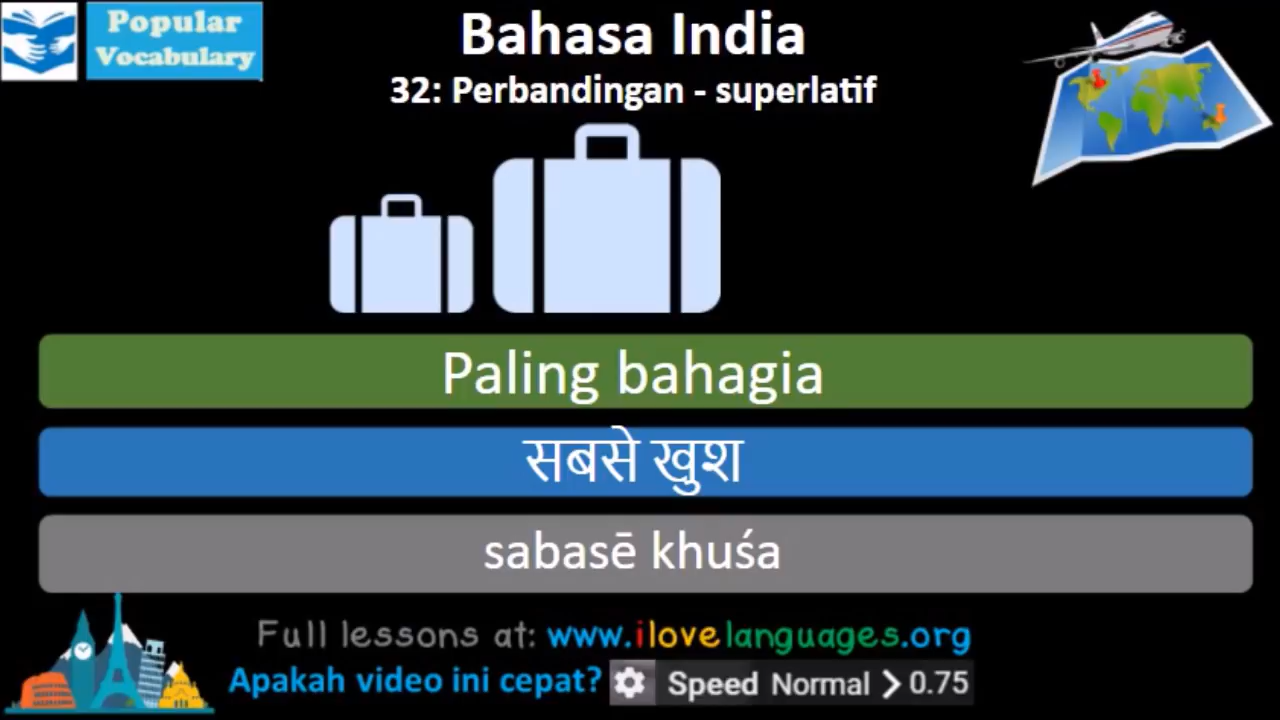 Popular
Vocabulary
Bahasa India
32: Perbandingan - superlatif
Paling bahagia
सबसे खुश
sabasē khuśa
Full lessons at: www.ilovelanguages.org
Apakah video ini cepat? Speed Normal > 0.75